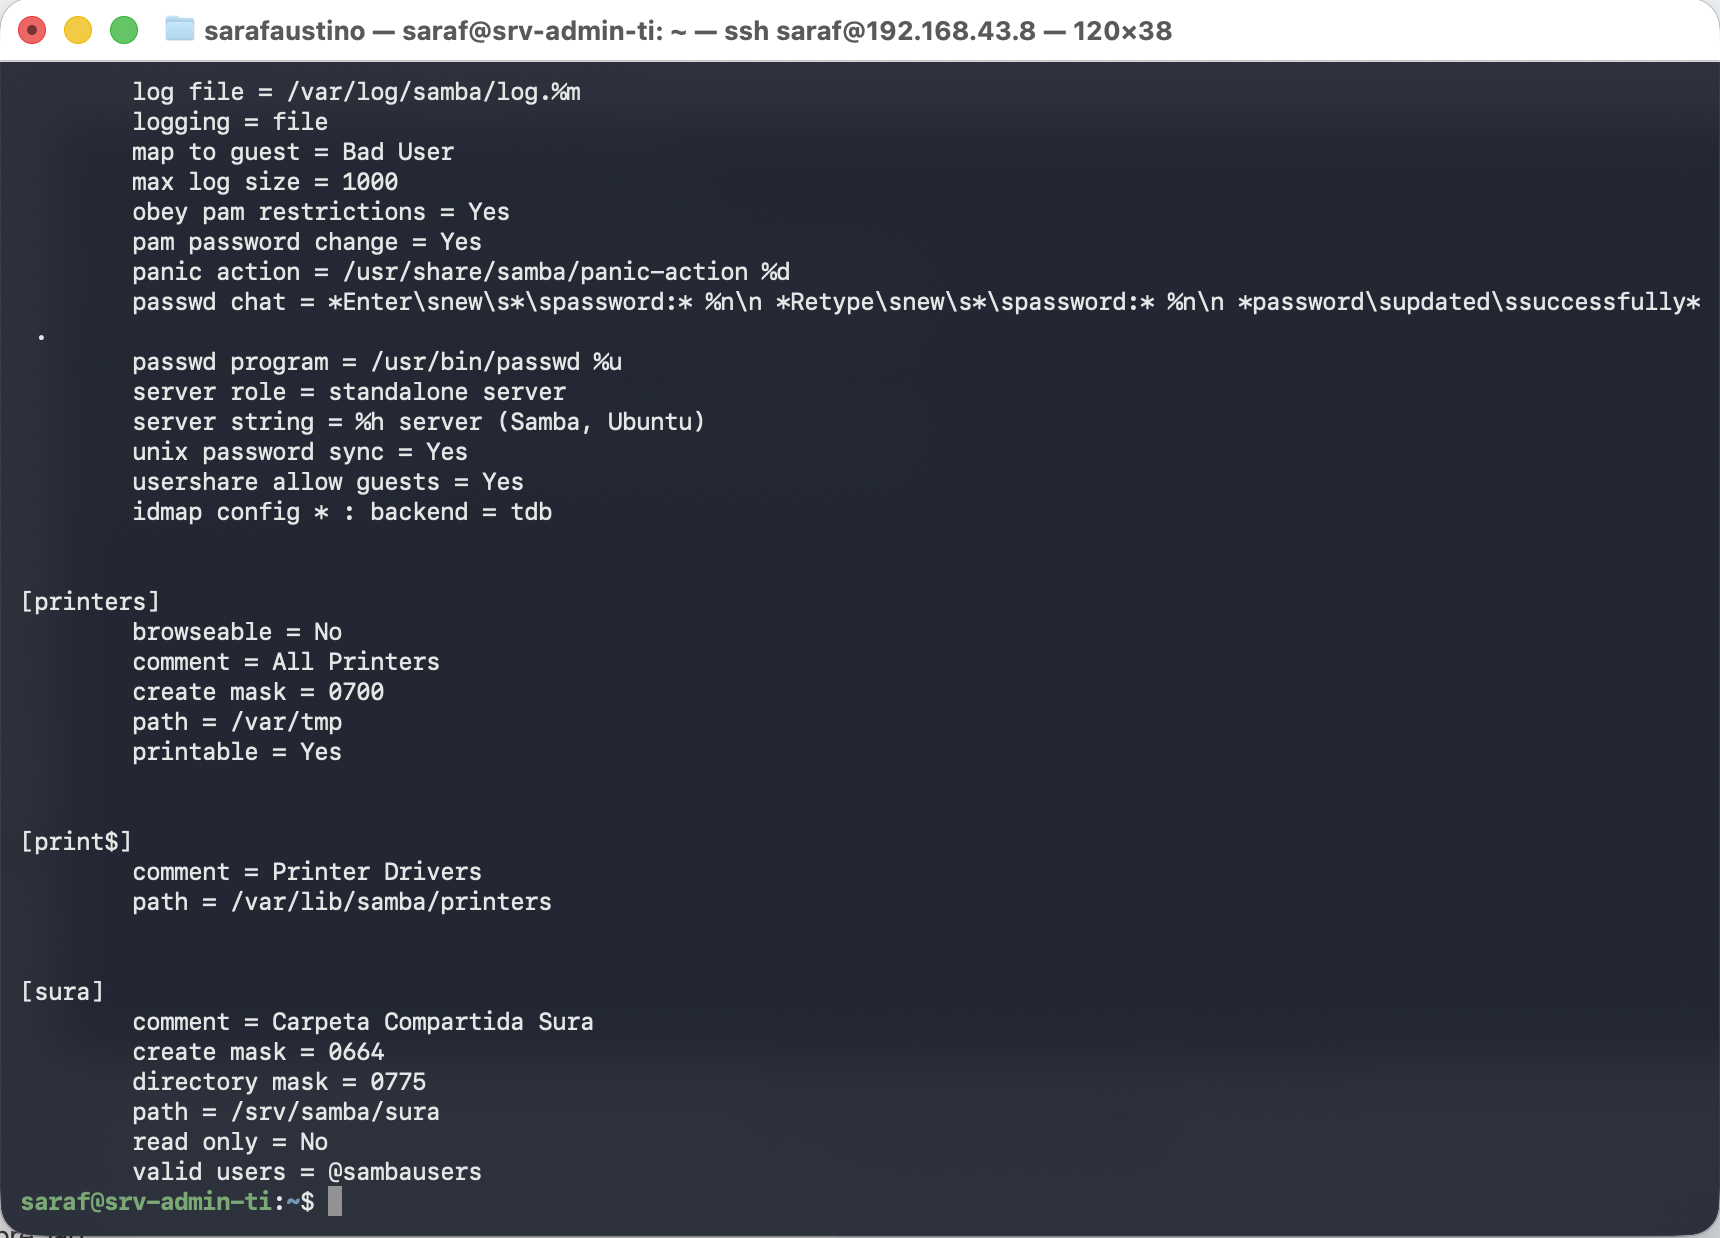 sarafaustino — saraf@srv-admin-ti: ~ — ssh saraf@192.168.43.8 — 120×38
log file = /var/log/samba/log.%m
logging = file
map to guest = Bad User
max log size = 1000
obey pam restrictions = Yes
pam password change = Yes
panic action = /usr/share/samba/panic-action %d
passwd chat = *Enter\snew\s*\spassword:* %n\n *Retype\snew\s*\spassword:* %n\n *password\supdated\ssuccessfully*
.
passwd program = /usr/bin/passwd %u
server role = standalone server
server string = %h server (Samba, Ubuntu)
unix password sync = Yes
usershare allow guests = Yes
idmap config * : backend = tdb
[printers]
browseable = No
comment = All Printers
create mask = 0700
path = /var/tmp
printable = Yes
[print$]
comment = Printer Drivers
path = /var/lib/samba/printers
[sura]
comment = Carpeta Compartida Sura
create mask = 0664
directory mask = 0775
path = /srv/samba/sura
read only = No
valid users = @sambausers
saraf@srv-admin-ti:~$